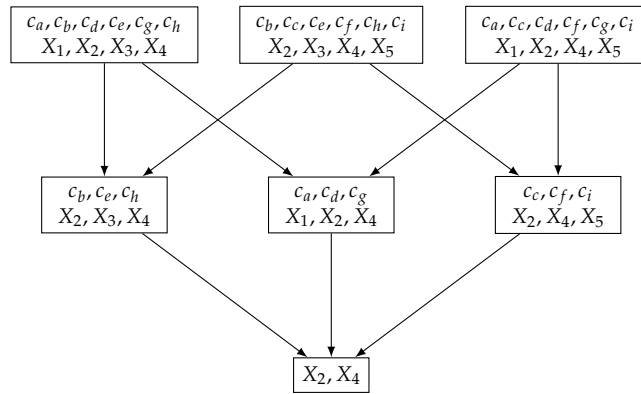 c_a, c_b, c_d, c_e, c_g, c_h
X_1, X_2, X_3, X_4
c_b, c_c, c_e, c_f, c_h, c_i
X_2, X_3, X_4, X_5
c_a, c_c, c_d, c_f, c_g, c_i
X_1, X_2, X_4, X_5
c_b, c_e, c_h
X_2, X_3, X_4
c_a, c_d, c_g
X_1, X_2, X_4
c_c, c_f, c_i
X_2, X_4, X_5
X_2, X_4